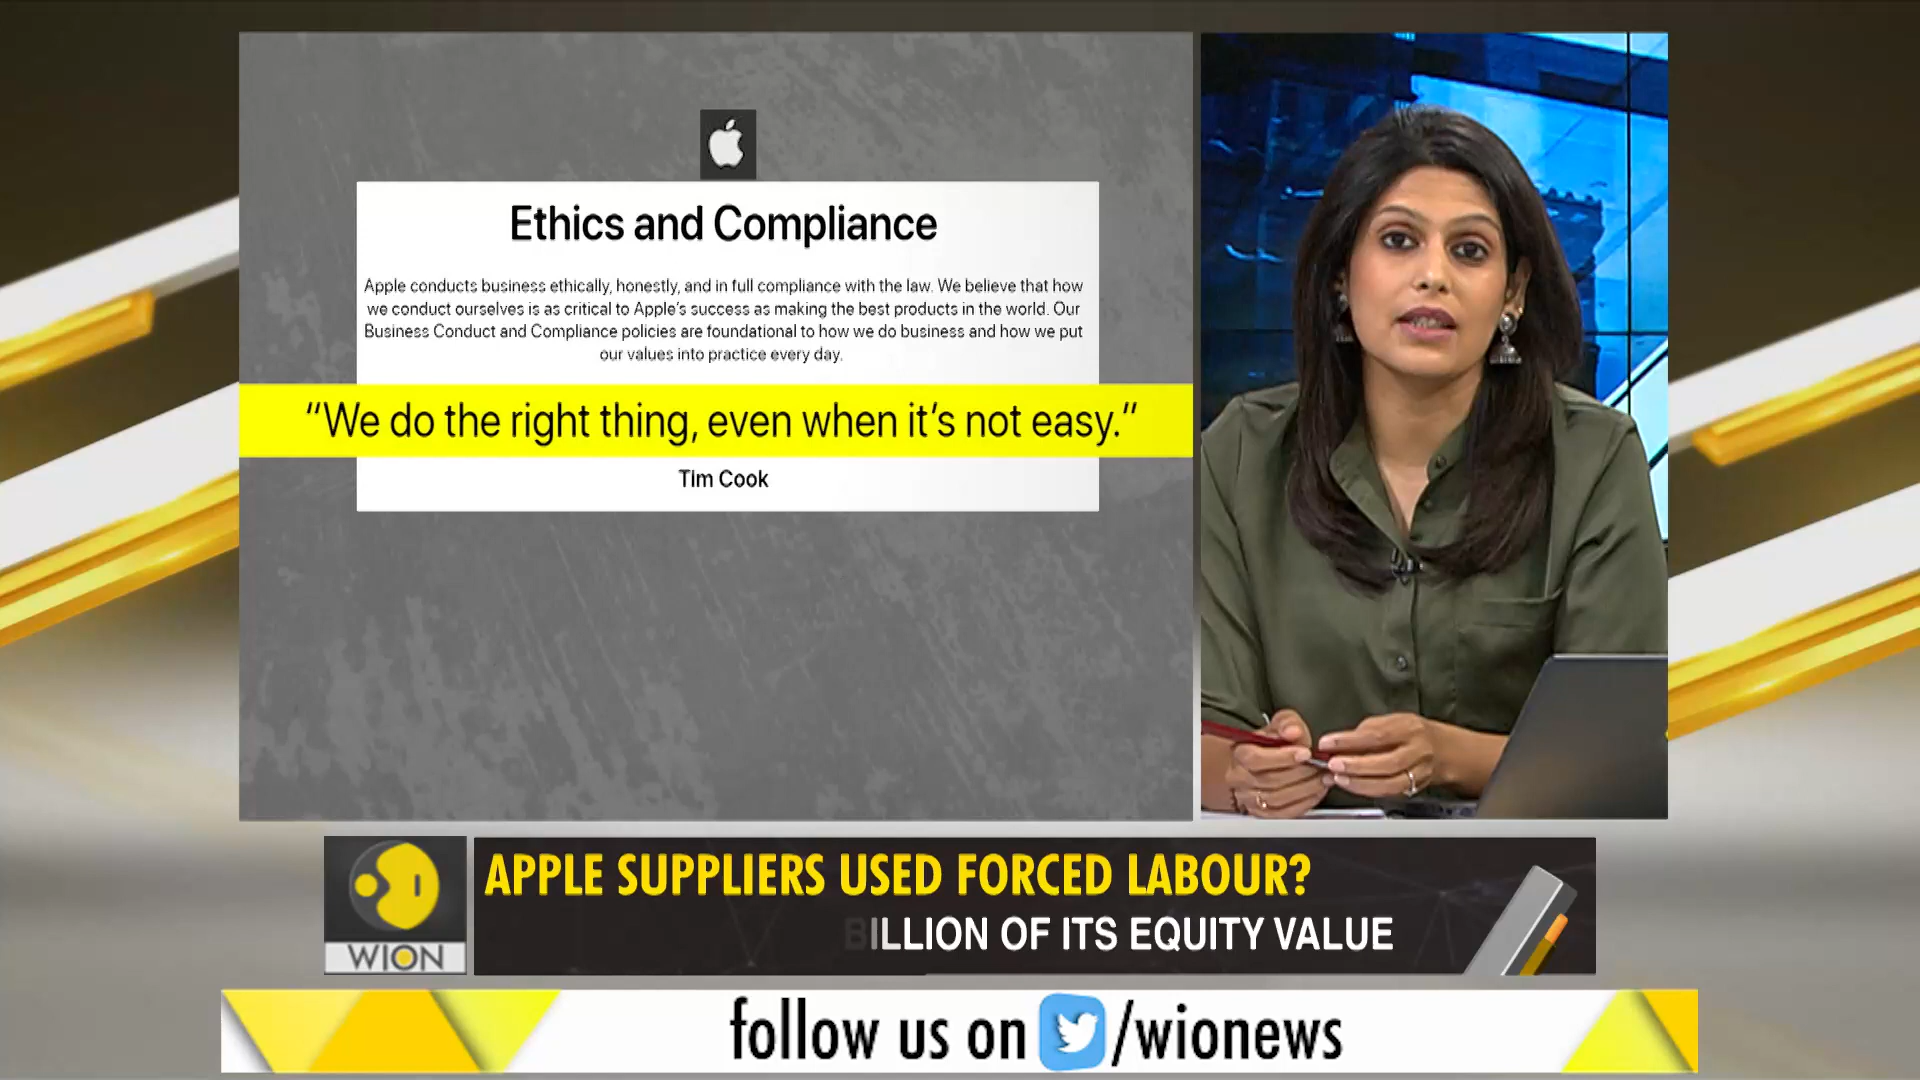 Ethics and Compliance
Apple conducts business ethically, honestly, and in full compliance with the law. We believe that how
we conduct ourselves is as critical to Apple's success as making the best products in the world. Our
Business Conduct and Compliance policies are foundational to how we do business and how we put
our values into practice every day.
“We do the right thing, even when it's not easy.”
Tim Cook
APPLE SUPPLIERS USED FORCED LABOUR?
BILLION OF ITS EQUITY VALUE
WION
follow us on /wionews